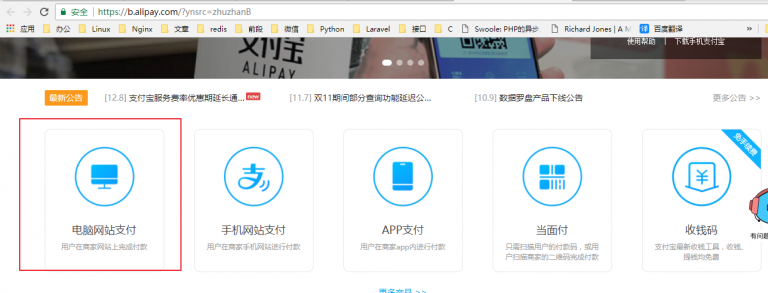 安全 https://b.alipay.com/?ynsrc=zhuzhanB
应用 办公 Linux Nginx 文章 redis 前段 微信 Python Laravel C Swoole: PHP的异步 Richard Jones | A M 译 百度翻译 »
支付宝
ALIPAY
使用帮助 | 下载手机支付宝
最新公告 [12.8] 支付宝服务费率优惠期延长通... new [11.7] 双11期间部分查询功能延迟公... [10.9] 数据罗盘产品下线公告 更多公告 >>
免手续费
电脑网站支付 手机网站支付 APP支付 当面付 收钱码
用户在商家网站上完成付款 用户在商家手机网站进行付款 用户在商家app内进行付款 只需扫描用户的付款码，或用 支付宝最新收钱工具，收钱、
户扫描商家的二维码完成付款 提钱均免费
有问题
更多产品 >>